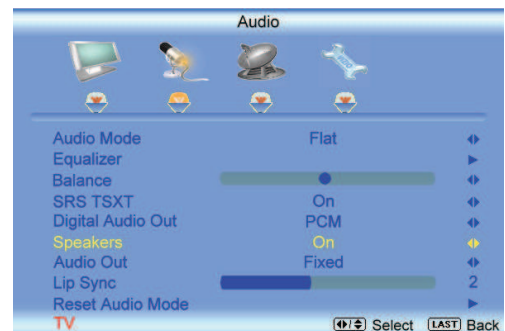 Audio
Audio Mode Flat
Equalizer
Balance
SRS TSXT On
Digital Audio Out PCM
Speakers On
Audio Out Fixed
Lip Sync 2
Reset Audio Mode
TV Select LAST Back